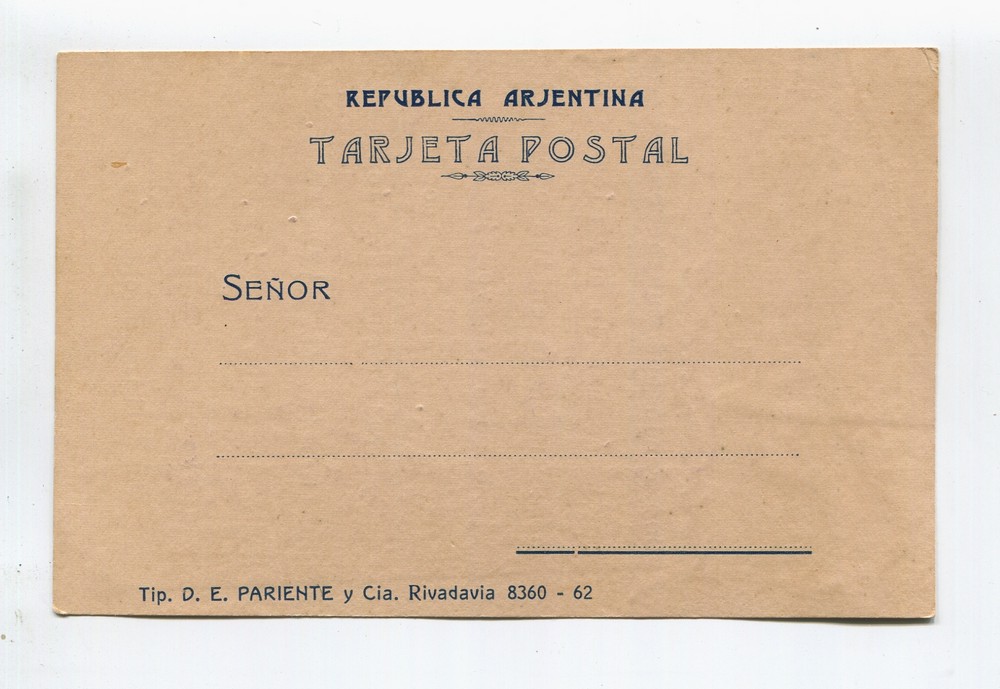 REPUBLICA ARJENTINA
TARJETA POSTAL
SEÑOR
Tip. D. E. PARIENTE y Cia. Rivadavia 8360 - 62